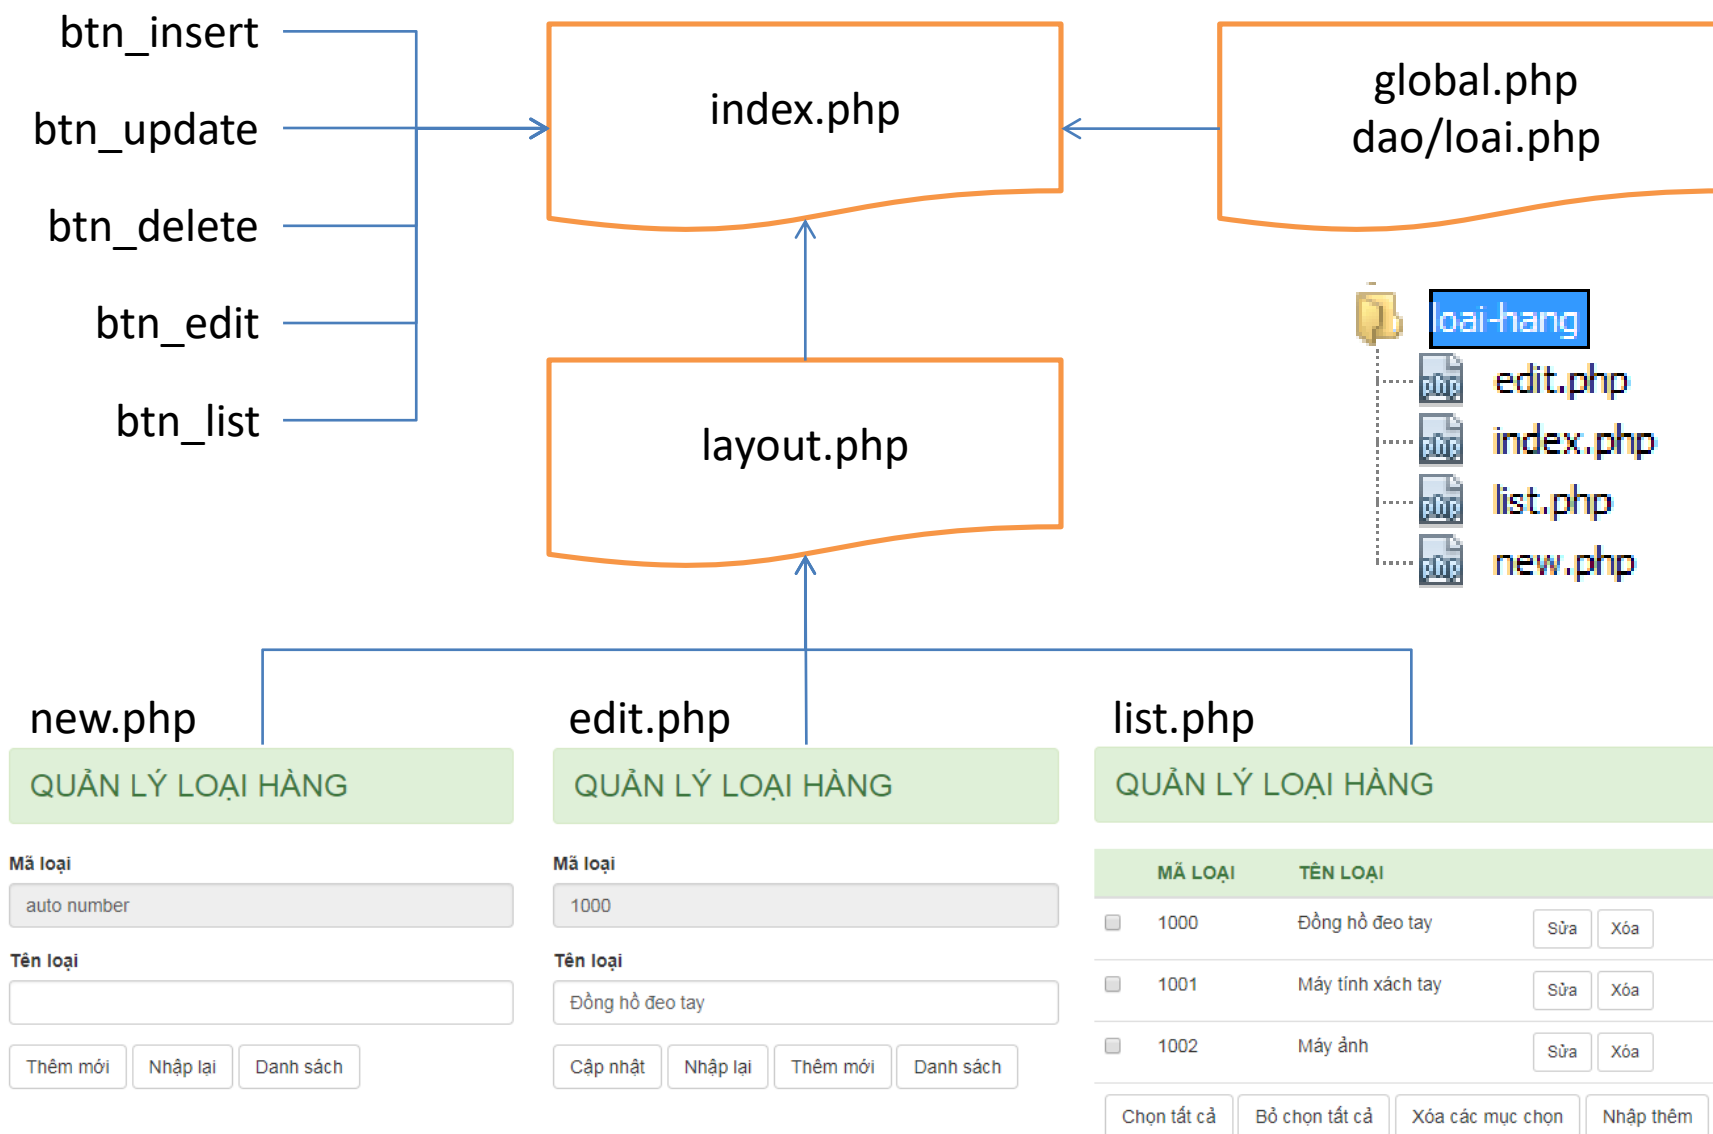 btn_insert
btn_update
btn_delete
btn_edit
btn_list
index.php
global.php
dao/loai.php
layout.php
loai-hang
edit.php
index.php
list.php
new.php
new.php
QUẢN LÝ LOẠI HÀNG
Mã loại
auto number
Tên loại
Thêm mới Nhập lại Danh sách
edit.php
QUẢN LÝ LOẠI HÀNG
Mã loại
1000
Tên loại
Đồng hồ đeo tay
Cập nhật Nhập lại Thêm mới Danh sách
list.php
QUẢN LÝ LOẠI HÀNG
MÃ LOẠI TÊN LOẠI
1000 Đồng hồ đeo tay Sửa Xóa
1001 Máy tính xách tay Sửa Xóa
1002 Máy ảnh Sửa Xóa
Chọn tất cả Bỏ chọn tất cả Xóa các mục chọn Nhập thêm